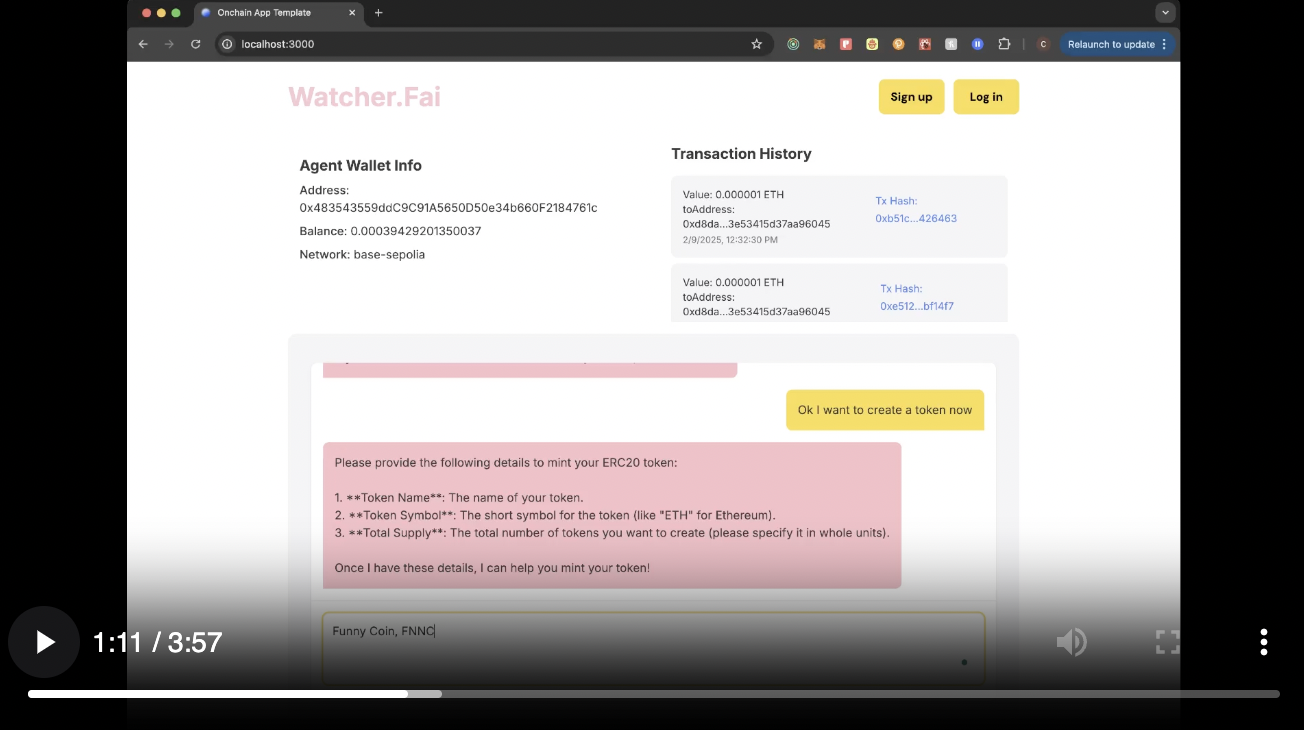 Onchain App Template
localhost:3000
C
Relaunch to update
Watcher.Fai
Sign up
Log in
Agent Wallet Info
Address:
0x483543559ddC9C91A5650D50e34b660F2184761c
Balance: 0.00039429201350037
Network: base-sepolia
Transaction History
Value: 0.000001 ETH
toAddress:
0xd8da...3e53415d37aa96045
2/9/2025, 12:32:30 PM
Tx Hash:
0xb51c...426463
Value: 0.000001 ETH
toAddress:
0xd8da...3e53415d37aa96045
Tx Hash:
0xe512...bf14f7
Ok I want to create a token now
Please provide the following details to mint your ERC20 token:
1. **Token Name**: The name of your token.
2. **Token Symbol**: The short symbol for the token (like "ETH" for Ethereum).
3. **Total Supply**: The total number of tokens you want to create (please specify it in whole units).
Once I have these details, I can help you mint your token!
Funny Coin, FNNC
1:11 / 3:57